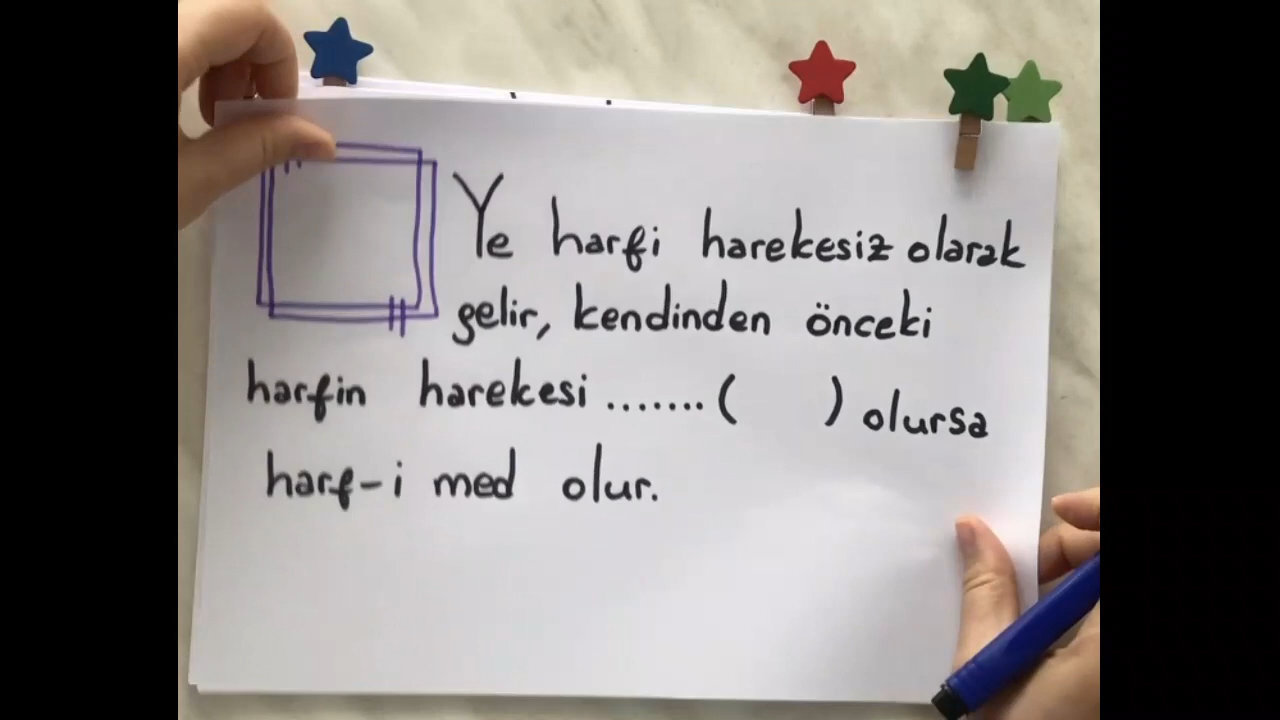 Ye harfi harekesiz olarak
gelir, kendinden önceki
harfin harekesi .......( ) olursa
harf-i med olur.